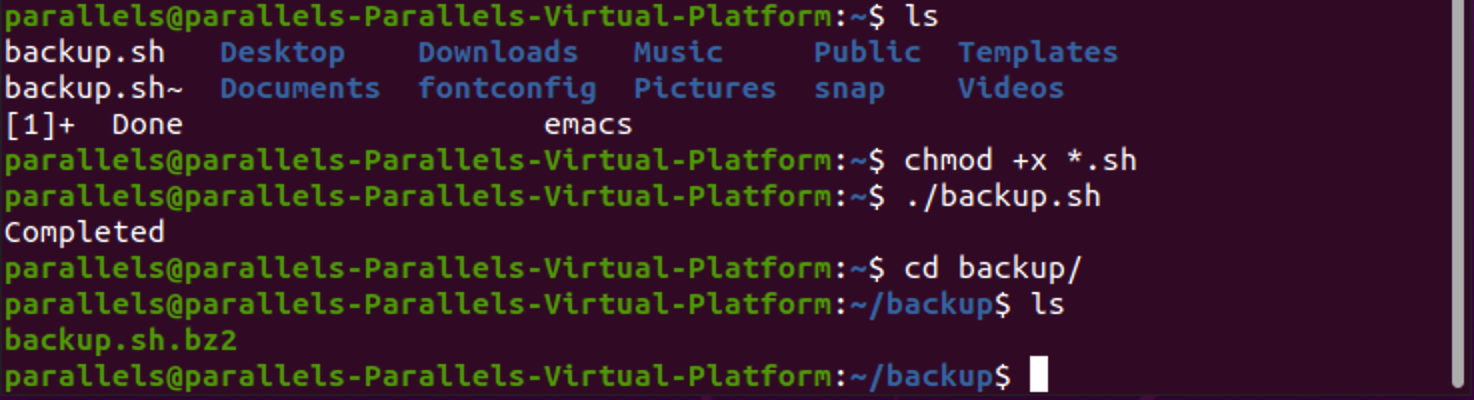 parallels@parallels-Parallels-Virtual-Platform:~$ ls
backup.sh   Desktop    Downloads   Music     Public  Templates
backup.sh~  Documents  fontconfig  Pictures  snap    Videos
[1]+  Done                    emacs
parallels@parallels-Parallels-Virtual-Platform:~$ chmod +x *.sh
parallels@parallels-Parallels-Virtual-Platform:~$ ./backup.sh
Completed
parallels@parallels-Parallels-Virtual-Platform:~$ cd backup/
parallels@parallels-Parallels-Virtual-Platform:~/backup$ ls
backup.sh.bz2
parallels@parallels-Parallels-Virtual-Platform:~/backup$